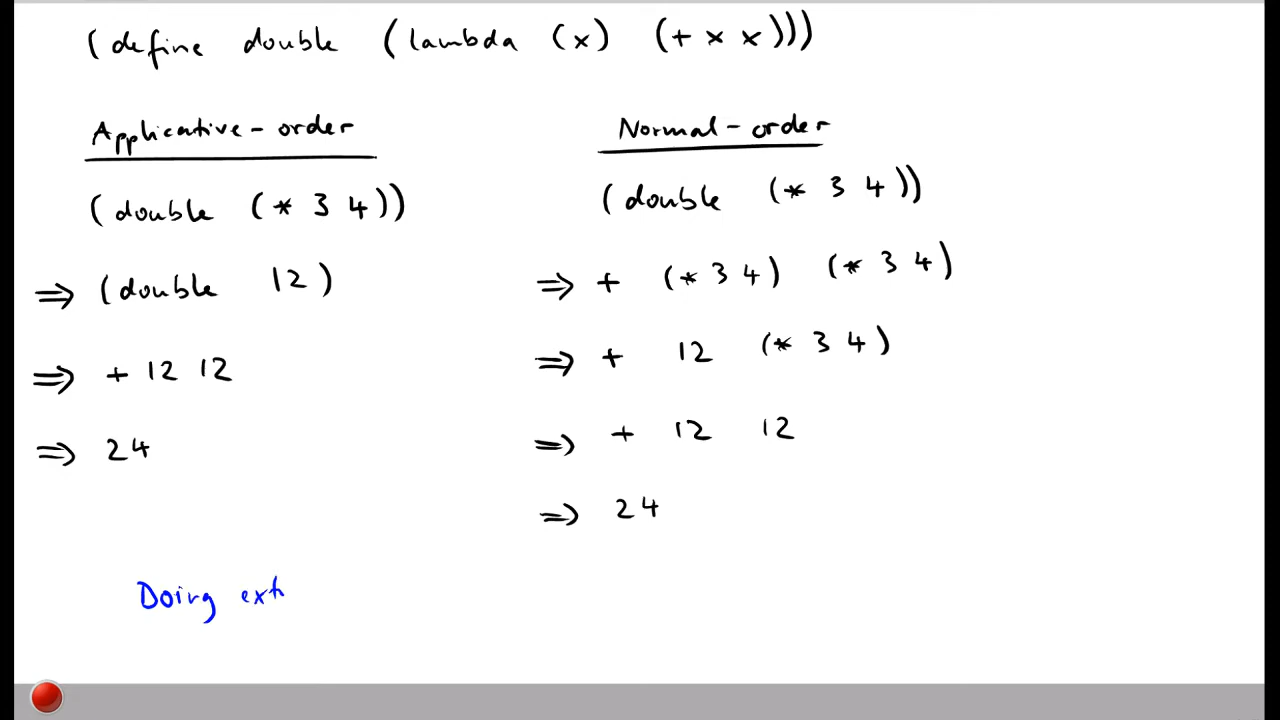 (define double (lambda (x) (+ x x)))
Applicative-order
(double (* 3 4))
⇒ (double 12)
⇒ + 12 12
⇒ 24
Normal-order
(double (* 3 4))
⇒ + (* 3 4) (* 3 4)
⇒ + 12 (* 3 4)
⇒ + 12 12
⇒ 24
Doing ext